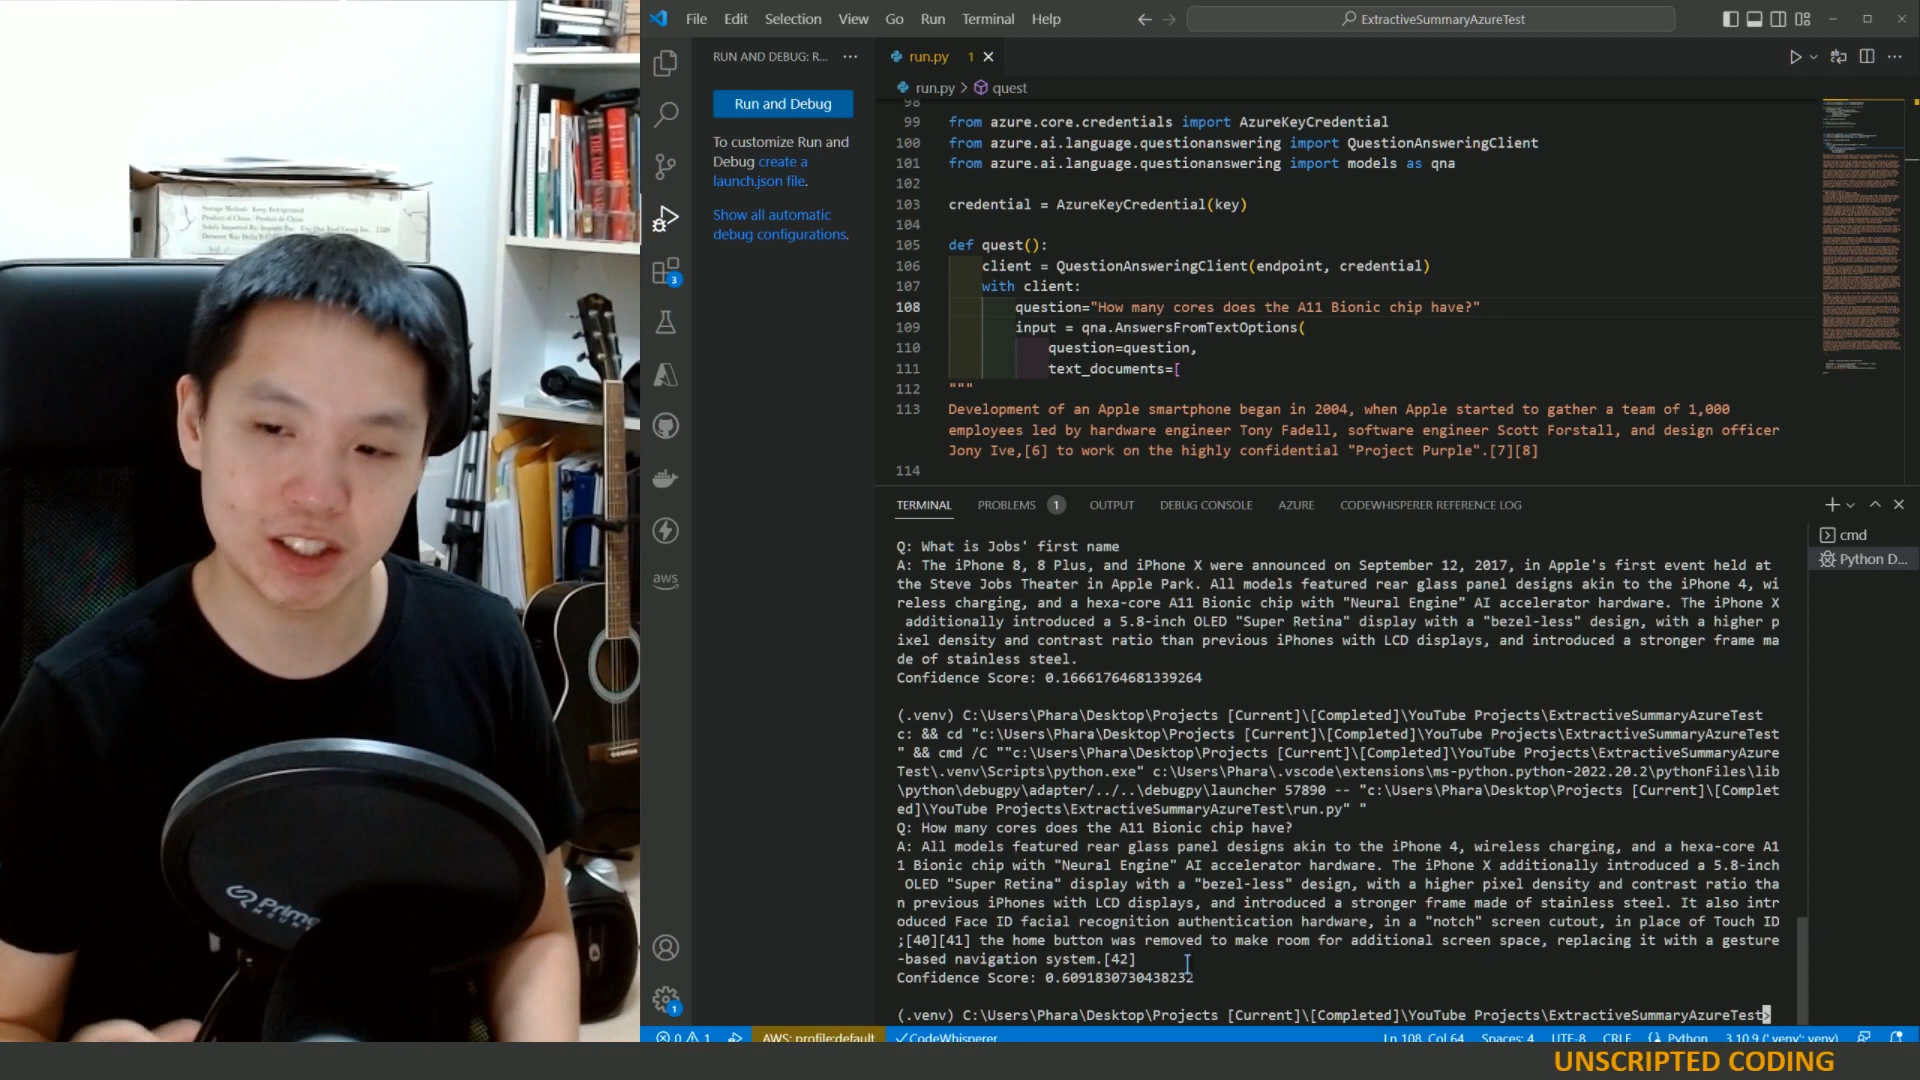 File Edit Selection View Go Run Terminal Help
ExtractiveSummaryAzureTest
RUN AND DEBUG: R...
Run and Debug
To customize Run and
Debug create a
launch.json file.
Show all automatic
debug configurations.
3
aws
1
run.py 1
run.py > quest
98
99 from azure.core.credentials import AzureKeyCredential
100 from azure.ai.language.questionanswering import QuestionAnsweringClient
101 from azure.ai.language.questionanswering import models as qna
102
103 credential = AzureKeyCredential(key)
104
105 def quest():
106 client = QuestionAnsweringClient(endpoint, credential)
107 with client:
108 question="How many cores does the A11 Bionic chip have?"
109 input = qna.AnswersFromTextOptions(
110 question=question,
111 text_documents=[
112 """
113 Development of an Apple smartphone began in 2004, when Apple started to gather a team of 1,000
employees led by hardware engineer Tony Fadell, software engineer Scott Forstall, and design officer
Jony Ive,[6] to work on the highly confidential "Project Purple".[7][8]
114
TERMINAL PROBLEMS 1 OUTPUT DEBUG CONSOLE AZURE CODEWHISPERER REFERENCE LOG
cmd
Python D...
Q: What is Jobs' first name
A: The iPhone 8, 8 Plus, and iPhone X were announced on September 12, 2017, in Apple's first event held at
the Steve Jobs Theater in Apple Park. All models featured rear glass panel designs akin to the iPhone 4, wi
reless charging, and a hexa-core A11 Bionic chip with "Neural Engine" AI accelerator hardware. The iPhone X
additionally introduced a 5.8-inch OLED "Super Retina" display with a "bezel-less" design, with a higher p
ixel density and contrast ratio than previous iPhones with LCD displays, and introduced a stronger frame ma
de of stainless steel.
Confidence Score: 0.16661764681339264
(.venv) C:\Users\Phara\Desktop\Projects [Current]\[Completed]\YouTube Projects\ExtractiveSummaryAzureTest
c: && cd "c:\Users\Phara\Desktop\Projects [Current]\[Completed]\YouTube Projects\ExtractiveSummaryAzureTest
" && cmd /C ""c:\Users\Phara\Desktop\Projects [Current]\[Completed]\YouTube Projects\ExtractiveSummaryAzure
Test\.venv\Scripts\python.exe" c:\Users\Phara\.vscode\extensions\ms-python.python-2022.20.2\pythonFiles\lib
\python\debugpy\adapter/../..\debugpy\launcher 57890 -- "c:\Users\Phara\Desktop\Projects [Current]\[Complet
ed]\YouTube Projects\ExtractiveSummaryAzureTest\run.py" "
Q: How many cores does the A11 Bionic chip have?
A: All models featured rear glass panel designs akin to the iPhone 4, wireless charging, and a hexa-core A1
1 Bionic chip with "Neural Engine" AI accelerator hardware. The iPhone X additionally introduced a 5.8-inch
OLED "Super Retina" display with a "bezel-less" design, with a higher pixel density and contrast ratio tha
n previous iPhones with LCD displays, and introduced a stronger frame made of stainless steel. It also intr
oduced Face ID facial recognition authentication hardware, in a "notch" screen cutout, in place of Touch ID
;[40][41] the home button was removed to make room for additional screen space, replacing it with a gesture
-based navigation system.[42]
Confidence Score: 0.6091830730438232
(.venv) C:\Users\Phara\Desktop\Projects [Current]\[Completed]\YouTube Projects\ExtractiveSummaryAzureTest>
0 1 AWS: profile:default CodeWhisperer Ln 108, Col 64 Spaces: 4 UTF-8 CRLF Python 3.10.9 ('.venv': venv)
UNSCRIPTED CODING
Storage Method: Keep Refrigerated
Product of China / Produit de Chine
Prime